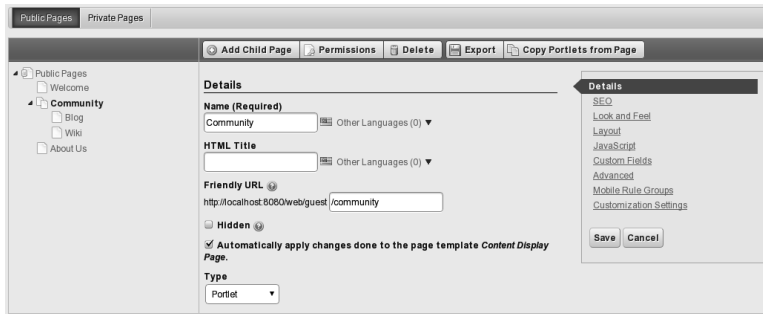 Public Pages Private Pages
Add Child Page Permissions Delete Export Copy Portlets from Page
Public Pages
Welcome
Community
Blog
Wiki
About Us
Details
Name (Required)
Community Other Languages (0) ▼
HTML Title
Other Languages (0) ▼
Friendly URL
http://localhost:8080/web/guest /community
Hidden
Automatically apply changes done to the page template Content Display
Page.
Type
Portlet
Details
SEO
Look and Feel
Layout
JavaScript
Custom Fields
Advanced
Mobile Rule Groups
Customization Settings
Save Cancel